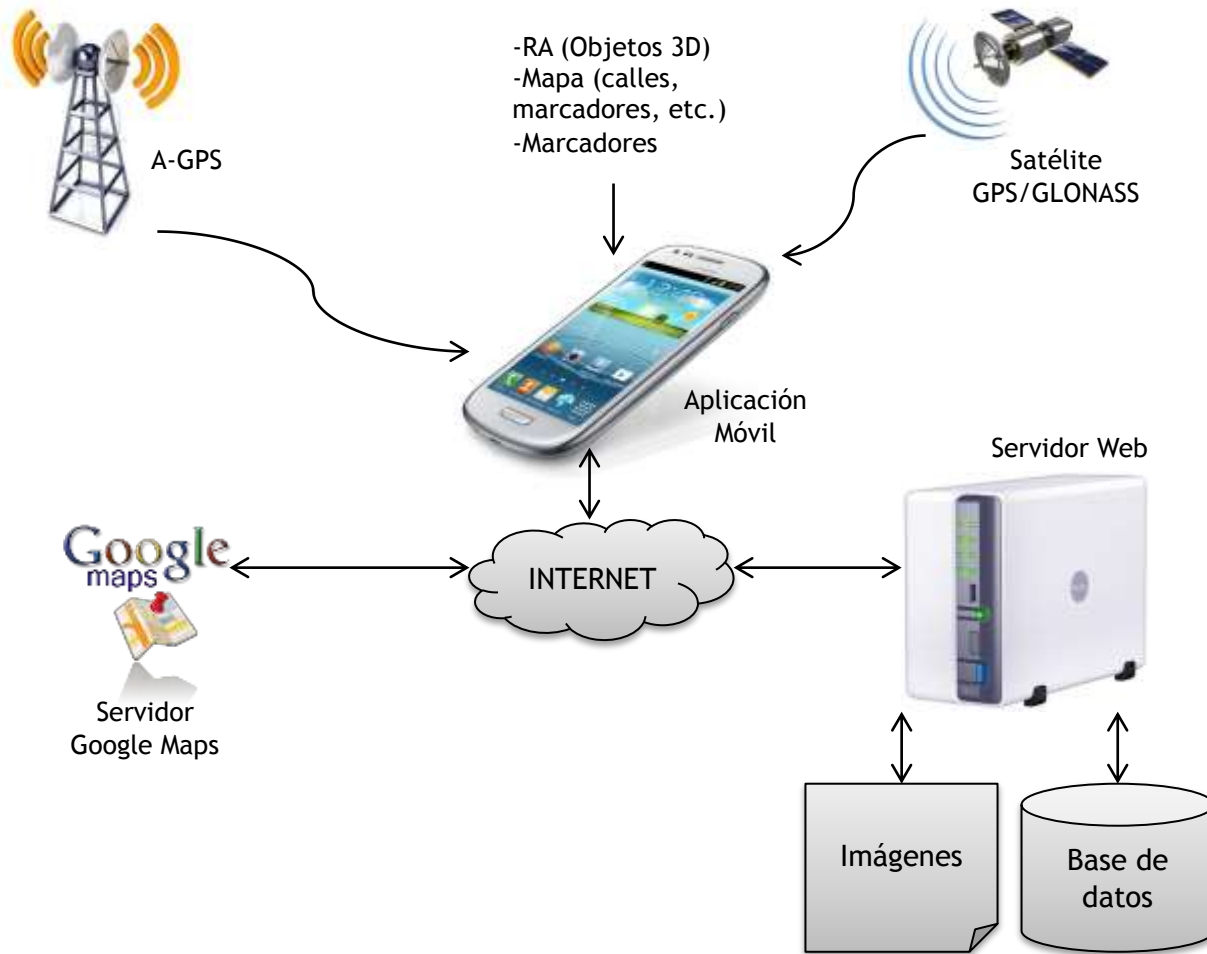 -RA (Objetos 3D)
-Mapa (calles,
marcadores, etc.)
-Marcadores
A-GPS
Satélite
GPS/GLONASS
Aplicación
Móvil
Servidor Web
Google
maps
INTERNET
Servidor
Google Maps
Imágenes
Base de
datos